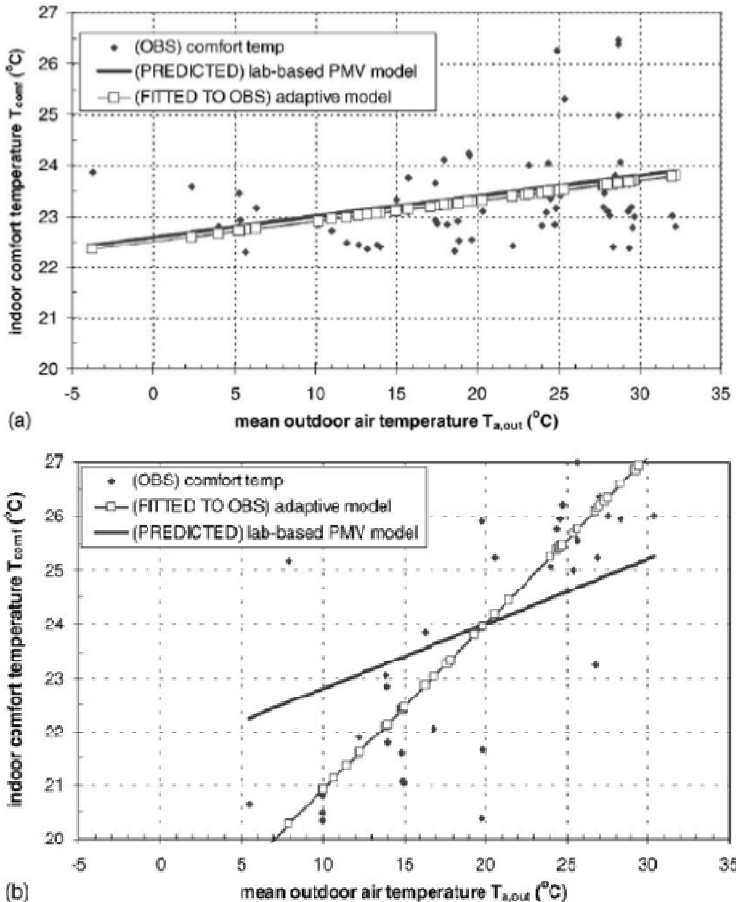 27
26
25
24
23
22
21
20
indoor comfort temperature Tcomf (°C)
(OBS) comfort temp
(PREDICTED) lab-based PMV model
(FITTED TO OBS) adaptive model
-5 0 5 10 15 20 25 30 35
(a)
mean outdoor air temperature Ta,out (°C)
27
26
25
24
23
22
21
20
indoor comfort temperature Tcomf (°C)
(OBS) comfort temp
(FITTED TO OBS) adaptive model
(PREDICTED) lab-based PMV model
-5 0 5 10 15 20 25 30 35
(b)
mean outdoor air temperature Ta,out (°C)